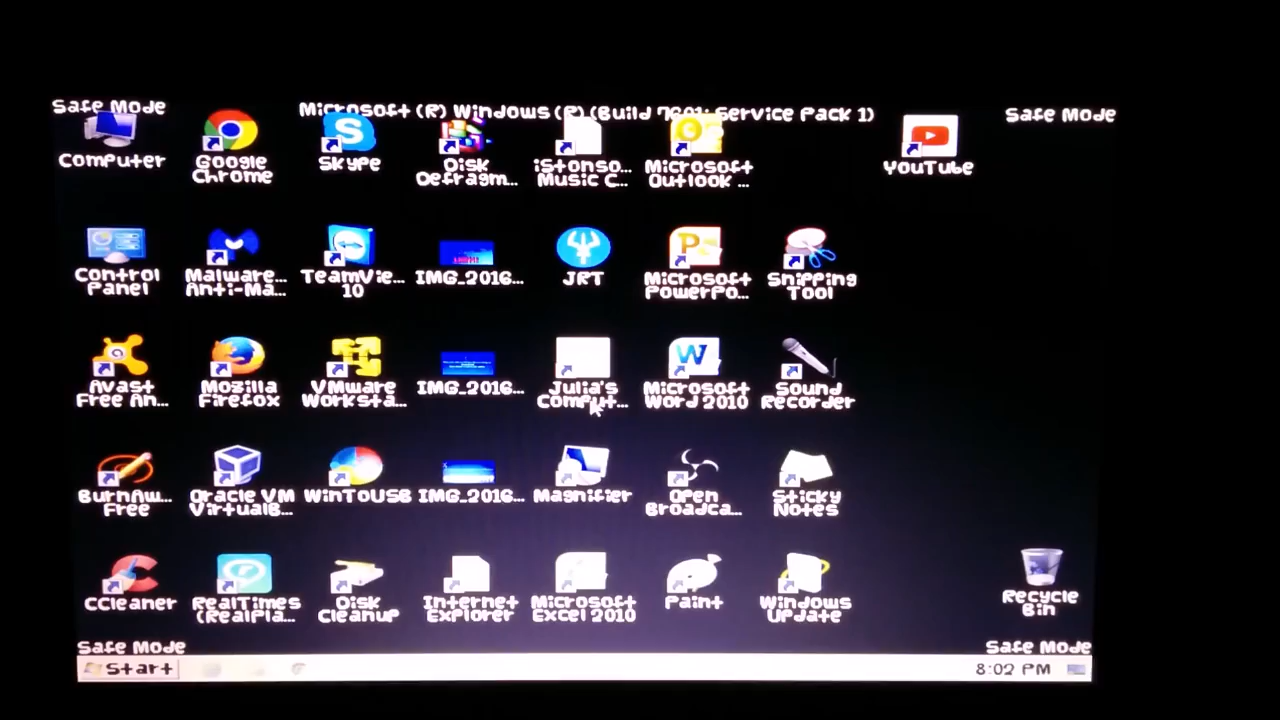 Safe Mode
Microsoft (R) Windows (R) (Build 7601: Service Pack 1)
Safe Mode
Computer
Google
Chrome
Skype
Disk
Defragm...
iStonso...
Music C...
Microsoft
Outlook ...
YouTube
Control
Panel
Malware...
Anti-Ma...
TeamVie...
10
IMG_2016...
JRT
Microsoft
PowerPo...
Snipping
Tool
Avast
Free An...
Mozilla
Firefox
VMware
Worksta...
IMG_2016...
Julia's
Comput...
Microsoft
Word 2010
Sound
Recorder
BurnAw...
Free
Oracle VM
VirtualB...
WinToUSB
IMG_2016...
Magnifier
Open
Broadca...
Sticky
Notes
CCleaner
RealTimes
(RealPla...
Disk
Cleanup
Internet
Explorer
Microsoft
Excel 2010
Paint
Windows
Update
Recycle
Bin
Safe Mode
Safe Mode
Start
8:02 PM